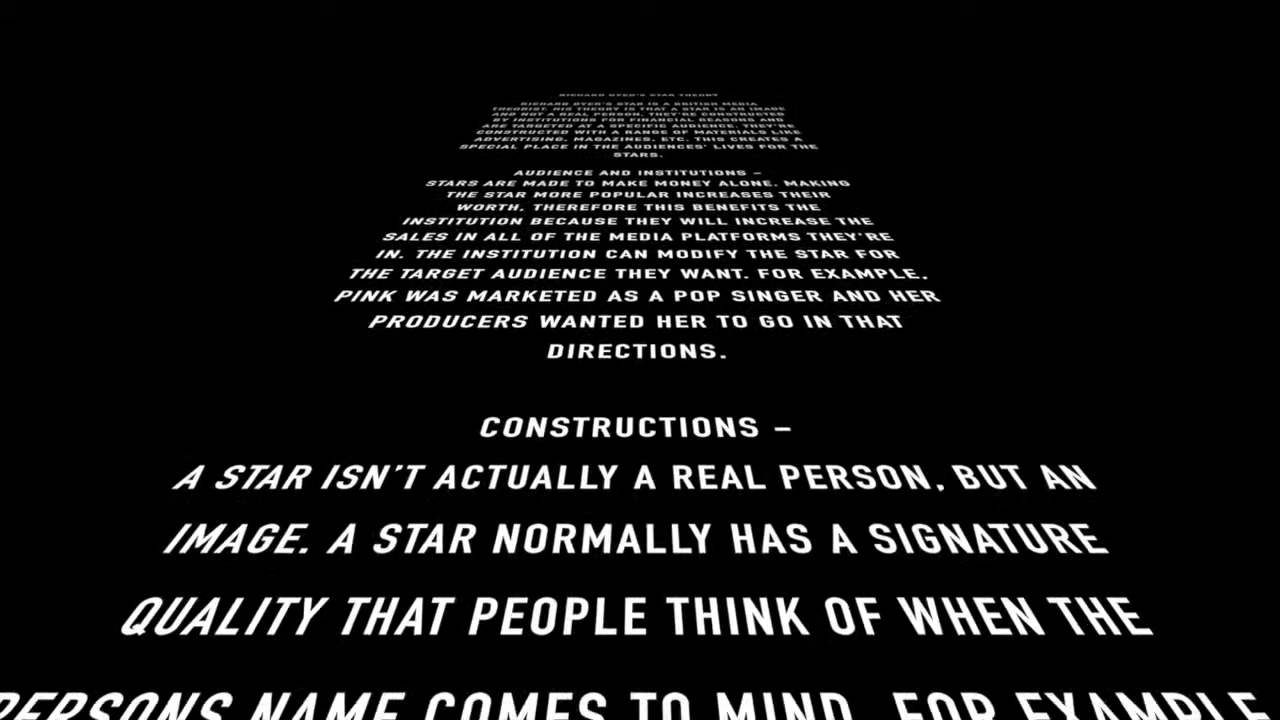 RICHARD DYER'S STAR THEORY
RICHARD DYER'S STAR IS A BRITISH MEDIA
THEORIST. HIS THEORY IS THAT A STAR IS AN IMAGE
AND NOT A REAL PERSON. THEY'RE CONSTRUCTED
BY INSTITUTIONS FOR FINANCIAL REASONS AND
ARE TARGETED AT A SPECIFIC AUDIENCE. THEY'RE
CONSTRUCTED WITH A RANGE OF MATERIALS LIKE
ADVERTISING, MAGAZINES, ETC. THIS CREATES A
SPECIAL PLACE IN THE AUDIENCES' LIVES FOR THE
STARS.
AUDIENCE AND INSTITUTIONS –
STARS ARE MADE TO MAKE MONEY ALONE. MAKING
THE STAR MORE POPULAR INCREASES THEIR
WORTH. THEREFORE THIS BENEFITS THE
INSTITUTION BECAUSE THEY WILL INCREASE THE
SALES IN ALL OF THE MEDIA PLATFORMS THEY'RE
IN. THE INSTITUTION CAN MODIFY THE STAR FOR
THE TARGET AUDIENCE THEY WANT. FOR EXAMPLE,
PINK WAS MARKETED AS A POP SINGER AND HER
PRODUCERS WANTED HER TO GO IN THAT
DIRECTIONS.
CONSTRUCTIONS –
A STAR ISN'T ACTUALLY A REAL PERSON, BUT AN
IMAGE. A STAR NORMALLY HAS A SIGNATURE
QUALITY THAT PEOPLE THINK OF WHEN THE
PERSONS NAME COMES TO MIND. FOR EXAMPLE